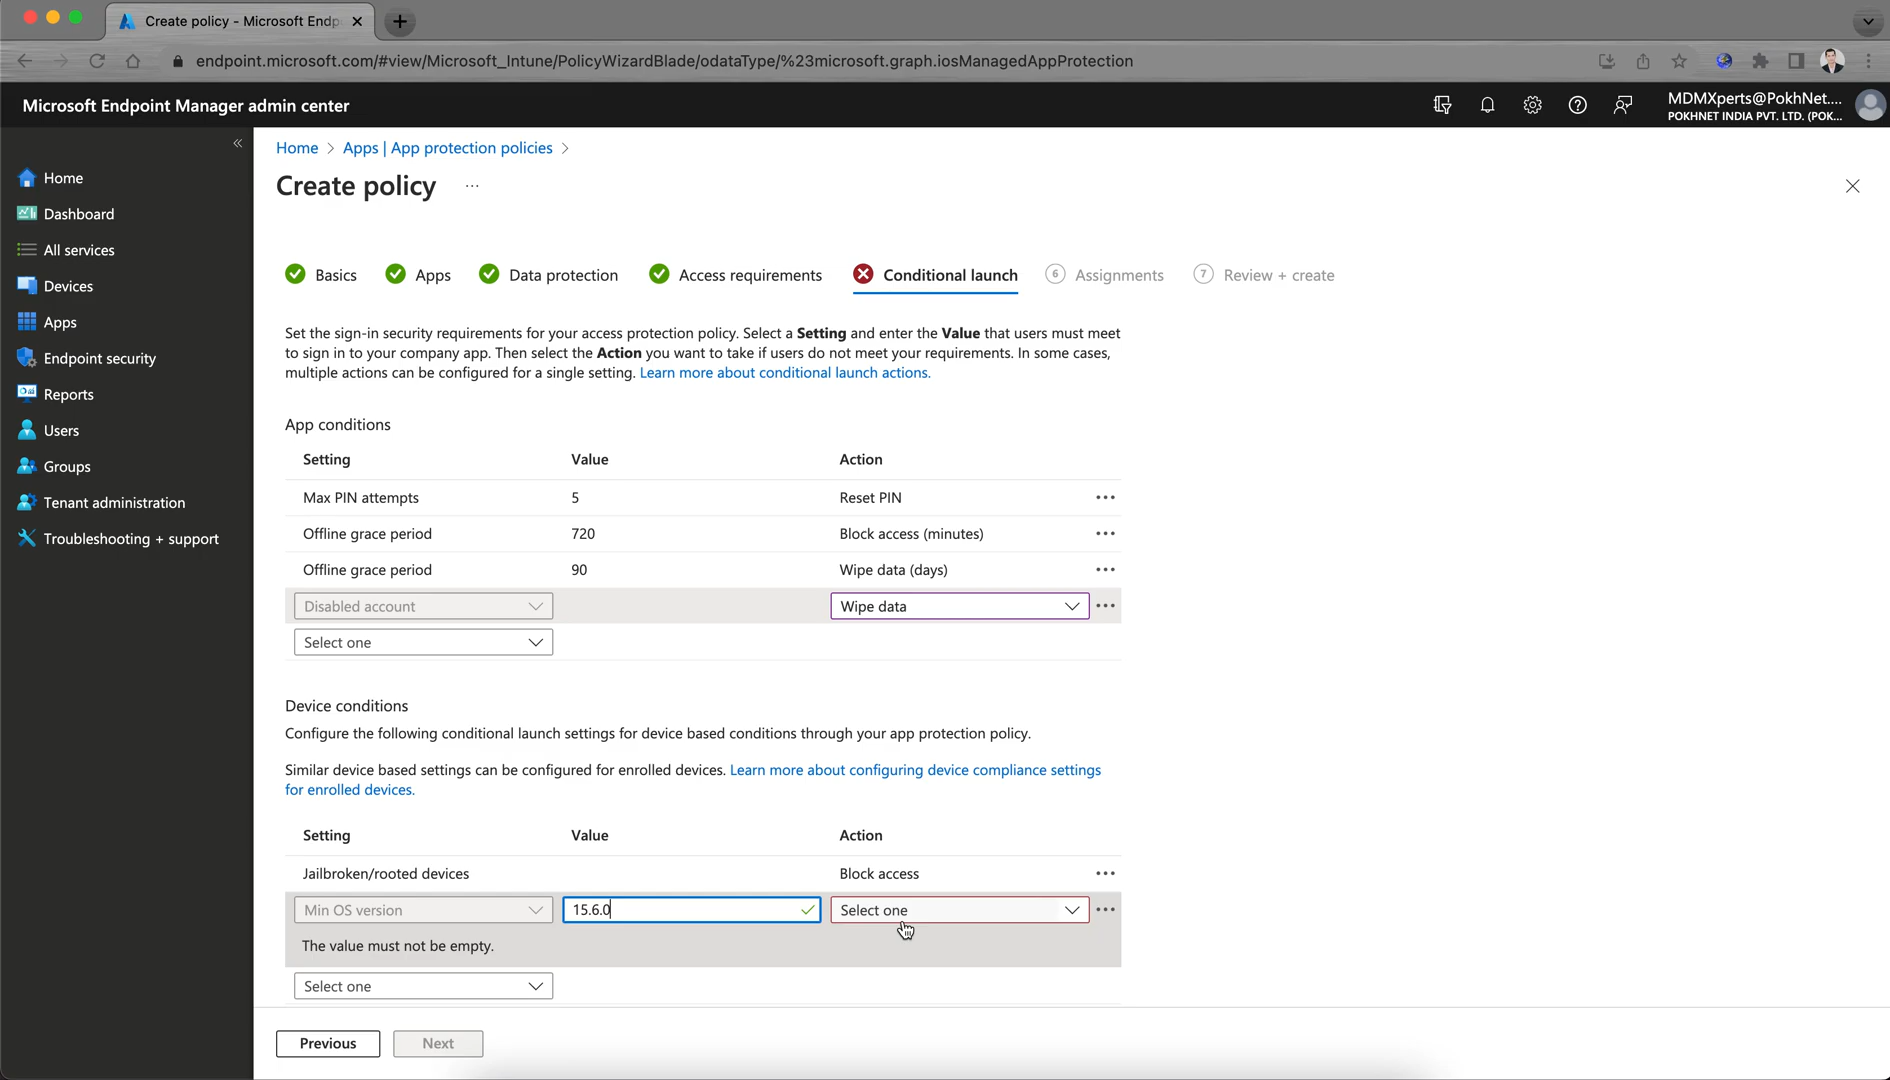 Create policy - Microsoft Endp
endpoint.microsoft.com/#view/Microsoft_Intune/PolicyWizardBlade/odataType/%23microsoft.graph.iosManagedAppProtection
Microsoft Endpoint Manager admin center
MDMXperts@PokhNet....
POKHNET INDIA PVT. LTD. (POK...
Home
Dashboard
All services
Devices
Apps
Endpoint security
Reports
Users
Groups
Tenant administration
Troubleshooting + support
Home > Apps | App protection policies >
Create policy ...
Basics Apps Data protection Access requirements Conditional launch 6 Assignments 7 Review + create
Set the sign-in security requirements for your access protection policy. Select a Setting and enter the Value that users must meet
to sign in to your company app. Then select the Action you want to take if users do not meet your requirements. In some cases,
multiple actions can be configured for a single setting. Learn more about conditional launch actions.
App conditions
Setting Value Action
Max PIN attempts 5 Reset PIN
Offline grace period 720 Block access (minutes)
Offline grace period 90 Wipe data (days)
Disabled account Wipe data
Select one
Device conditions
Configure the following conditional launch settings for device based conditions through your app protection policy.
Similar device based settings can be configured for enrolled devices. Learn more about configuring device compliance settings
for enrolled devices.
Setting Value Action
Jailbroken/rooted devices Block access
Min OS version 15.6.0 Select one
The value must not be empty.
Select one
Previous Next